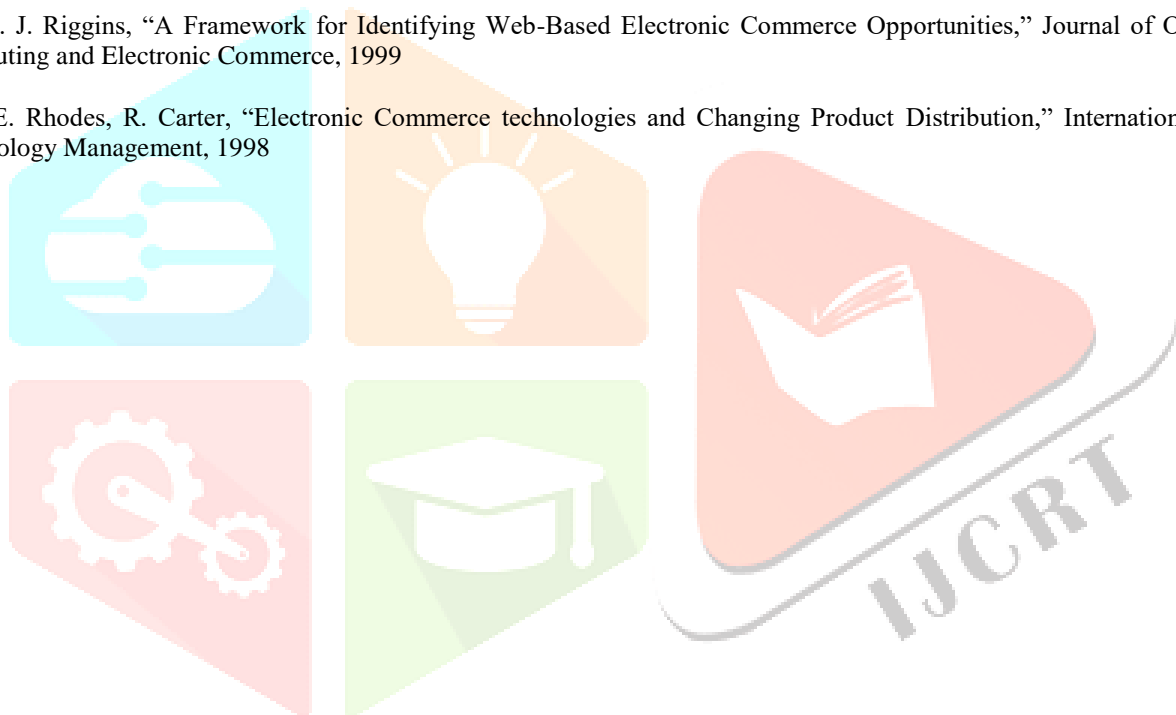 . J. Riggins, “A Framework for Identifying Web-Based Electronic Commerce Opportunities,” Journal of O
uting and Electronic Commerce, 1999
E. Rhodes, R. Carter, “Electronic Commerce technologies and Changing Product Distribution,” Internation
ology Management, 1998
IJCRT